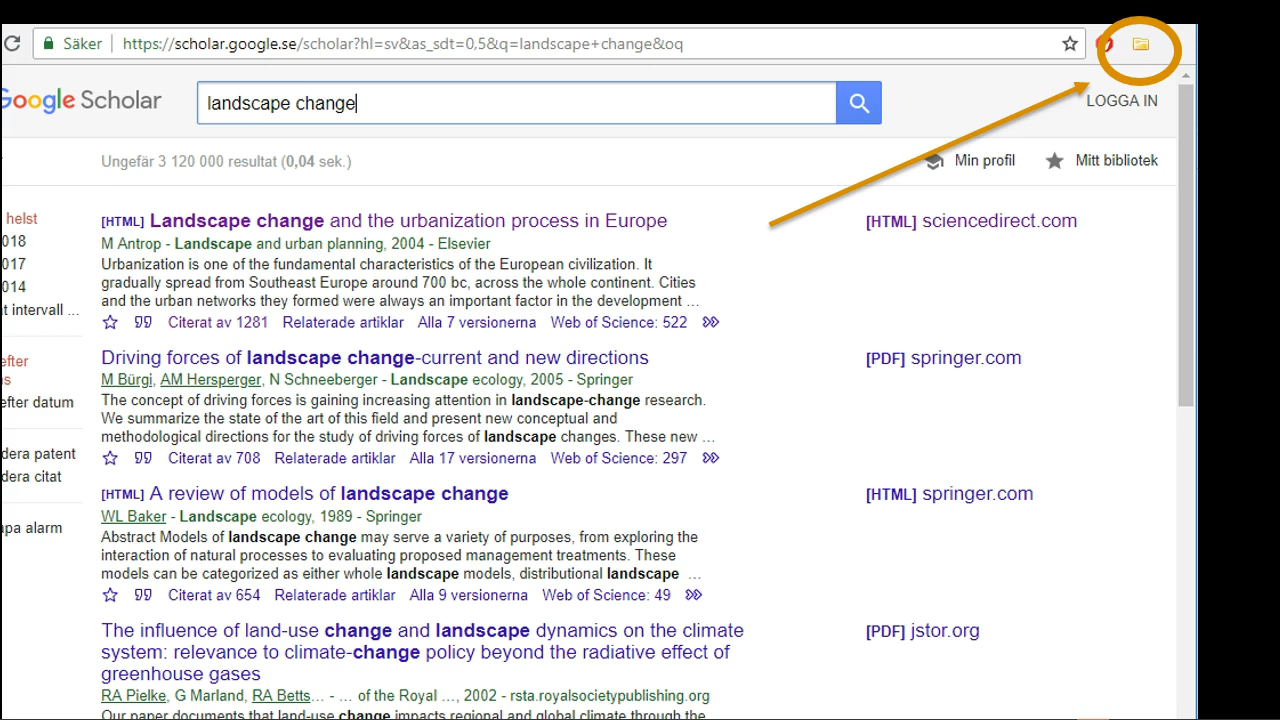 Säker https://scholar.google.se/scholar?hl=sv&as_sdt=0,5&q=landscape+change&oq
Google Scholar landscape change LOGGA IN
Ungefär 3 120 000 resultat (0,04 sek.) Min profil Mitt bibliotek
helst
018
017
014
t intervall ...
efter
s
efter datum
dera patent
dera citat
apa alarm
[HTML] Landscape change and the urbanization process in Europe
M Antrop - Landscape and urban planning, 2004 - Elsevier
Urbanization is one of the fundamental characteristics of the European civilization. It
gradually spread from Southeast Europe around 700 bc, across the whole continent. Cities
and the urban networks they formed were always an important factor in the development ...
Citerat av 1281 Relaterade artiklar Alla 7 versionerna Web of Science: 522
[HTML] sciencedirect.com
Driving forces of landscape change-current and new directions
M Bürgi, AM Hersperger, N Schneeberger - Landscape ecology, 2005 - Springer
The concept of driving forces is gaining increasing attention in landscape-change research.
We summarize the state of the art of this field and present new conceptual and
methodological directions for the study of driving forces of landscape changes. These new ...
Citerat av 708 Relaterade artiklar Alla 17 versionerna Web of Science: 297
[PDF] springer.com
[HTML] A review of models of landscape change
WL Baker - Landscape ecology, 1989 - Springer
Abstract Models of landscape change may serve a variety of purposes, from exploring the
interaction of natural processes to evaluating proposed management treatments. These
models can be categorized as either whole landscape models, distributional landscape ...
Citerat av 654 Relaterade artiklar Alla 9 versionerna Web of Science: 49
[HTML] springer.com
The influence of land-use change and landscape dynamics on the climate
system: relevance to climate-change policy beyond the radiative effect of
greenhouse gases
RA Pielke, G Marland, RA Betts... - ... of the Royal ..., 2002 - rsta.royalsocietypublishing.org
Our paper documents that land-use change impacts regional and global climate through the
[PDF] jstor.org